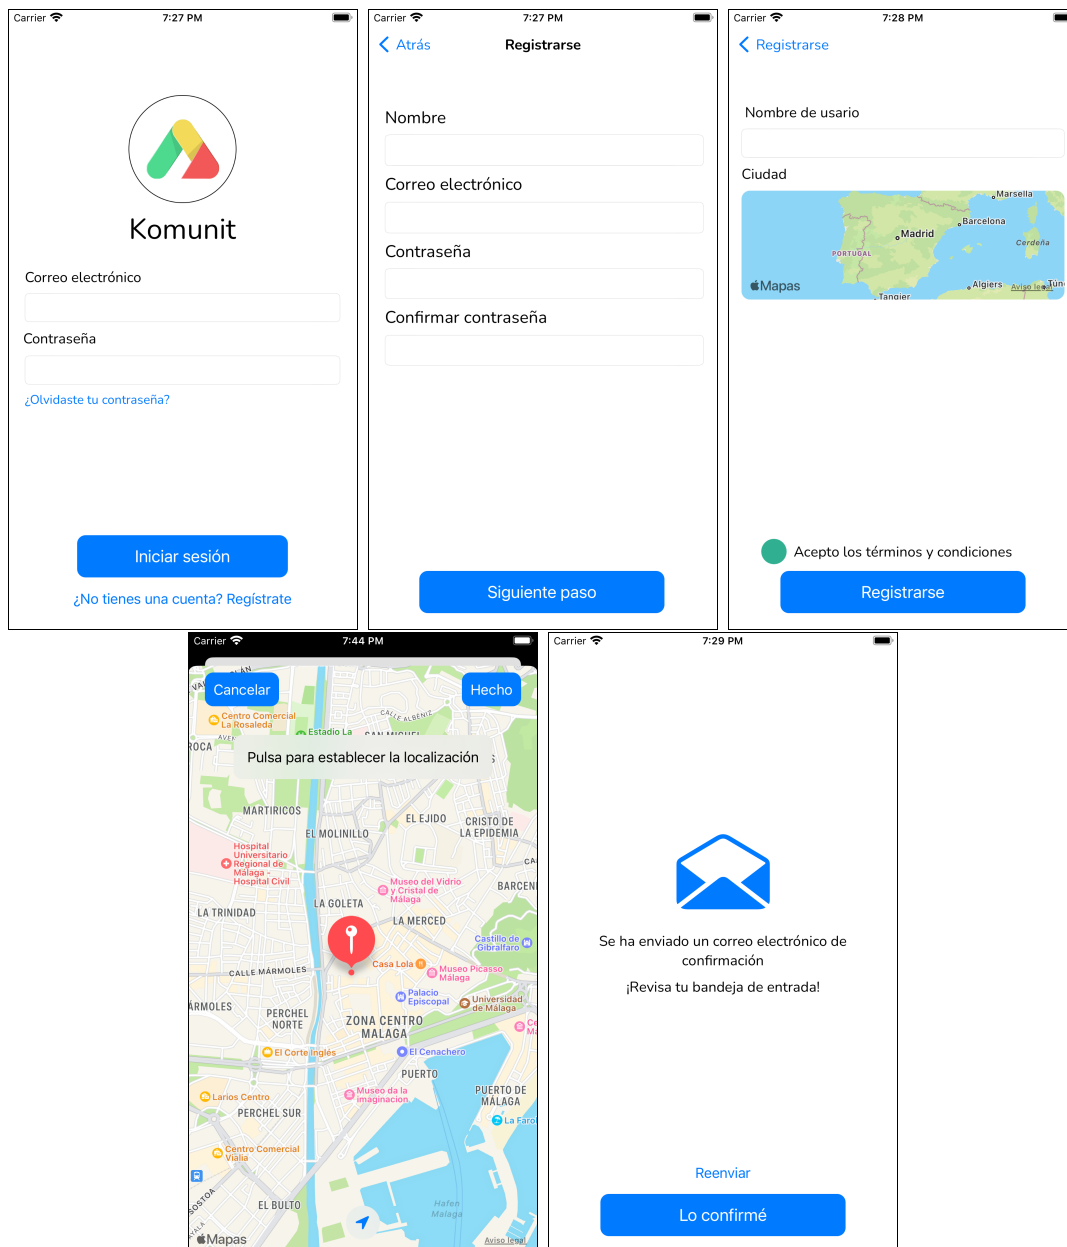 Carrier 7:27 PM
Komunit
Correo electrónico
Contraseña
¿Olvidaste tu contraseña?
Iniciar sesión
¿No tienes una cuenta? Regístrate
Carrier 7:27 PM
Atrás Registrarse
Nombre
Correo electrónico
Contraseña
Confirmar contraseña
Siguiente paso
Carrier 7:28 PM
Registrarse
Nombre de usario
Ciudad
Marsella
Barcelona
Madrid
Cerdeña
PORTUGAL
Algiers
Mapas
Aviso legal
Tangier
Acepto los términos y condiciones
Registrarse
Carrier 7:44 PM
Cancelar Hecho
Centro Comercial
La Rosaleda
CALLE ALBÉNIZ
Estadio La
Pulsa para establecer la localización
MARTIRICOS
EL MOLINILLO
EL EJIDO
CRISTO DE
LA EPIDEMIA
Hospital
Universitario
Regional de
Málaga -
Hospital Civil
Museo del Vidrio
y Cristal de
Málaga
LA GOLETA
LA TRINIDAD
LA MERCED
Castillo de
Gibralfaro
CALLE MÁRMOLES
Casa Lola
Museo Picasso
Málaga
Palacio
Episcopal
Universidad
de Málaga
PERCHEL
NORTE
ZONA CENTRO
MALAGA
El Corte Inglés
El Cenachero
PUERTO
Museo da la
imaginacion
PUERTO DE
MÁLAGA
Larios Centro
PERCHEL SUR
La Farol
Centro Comercial
Vialia
EL BULTO
Hafen
Malaga
Mapas
Aviso legal
Carrier 7:29 PM
Se ha enviado un correo electrónico de
confirmación
¡Revisa tu bandeja de entrada!
Reenviar
Lo confirmé